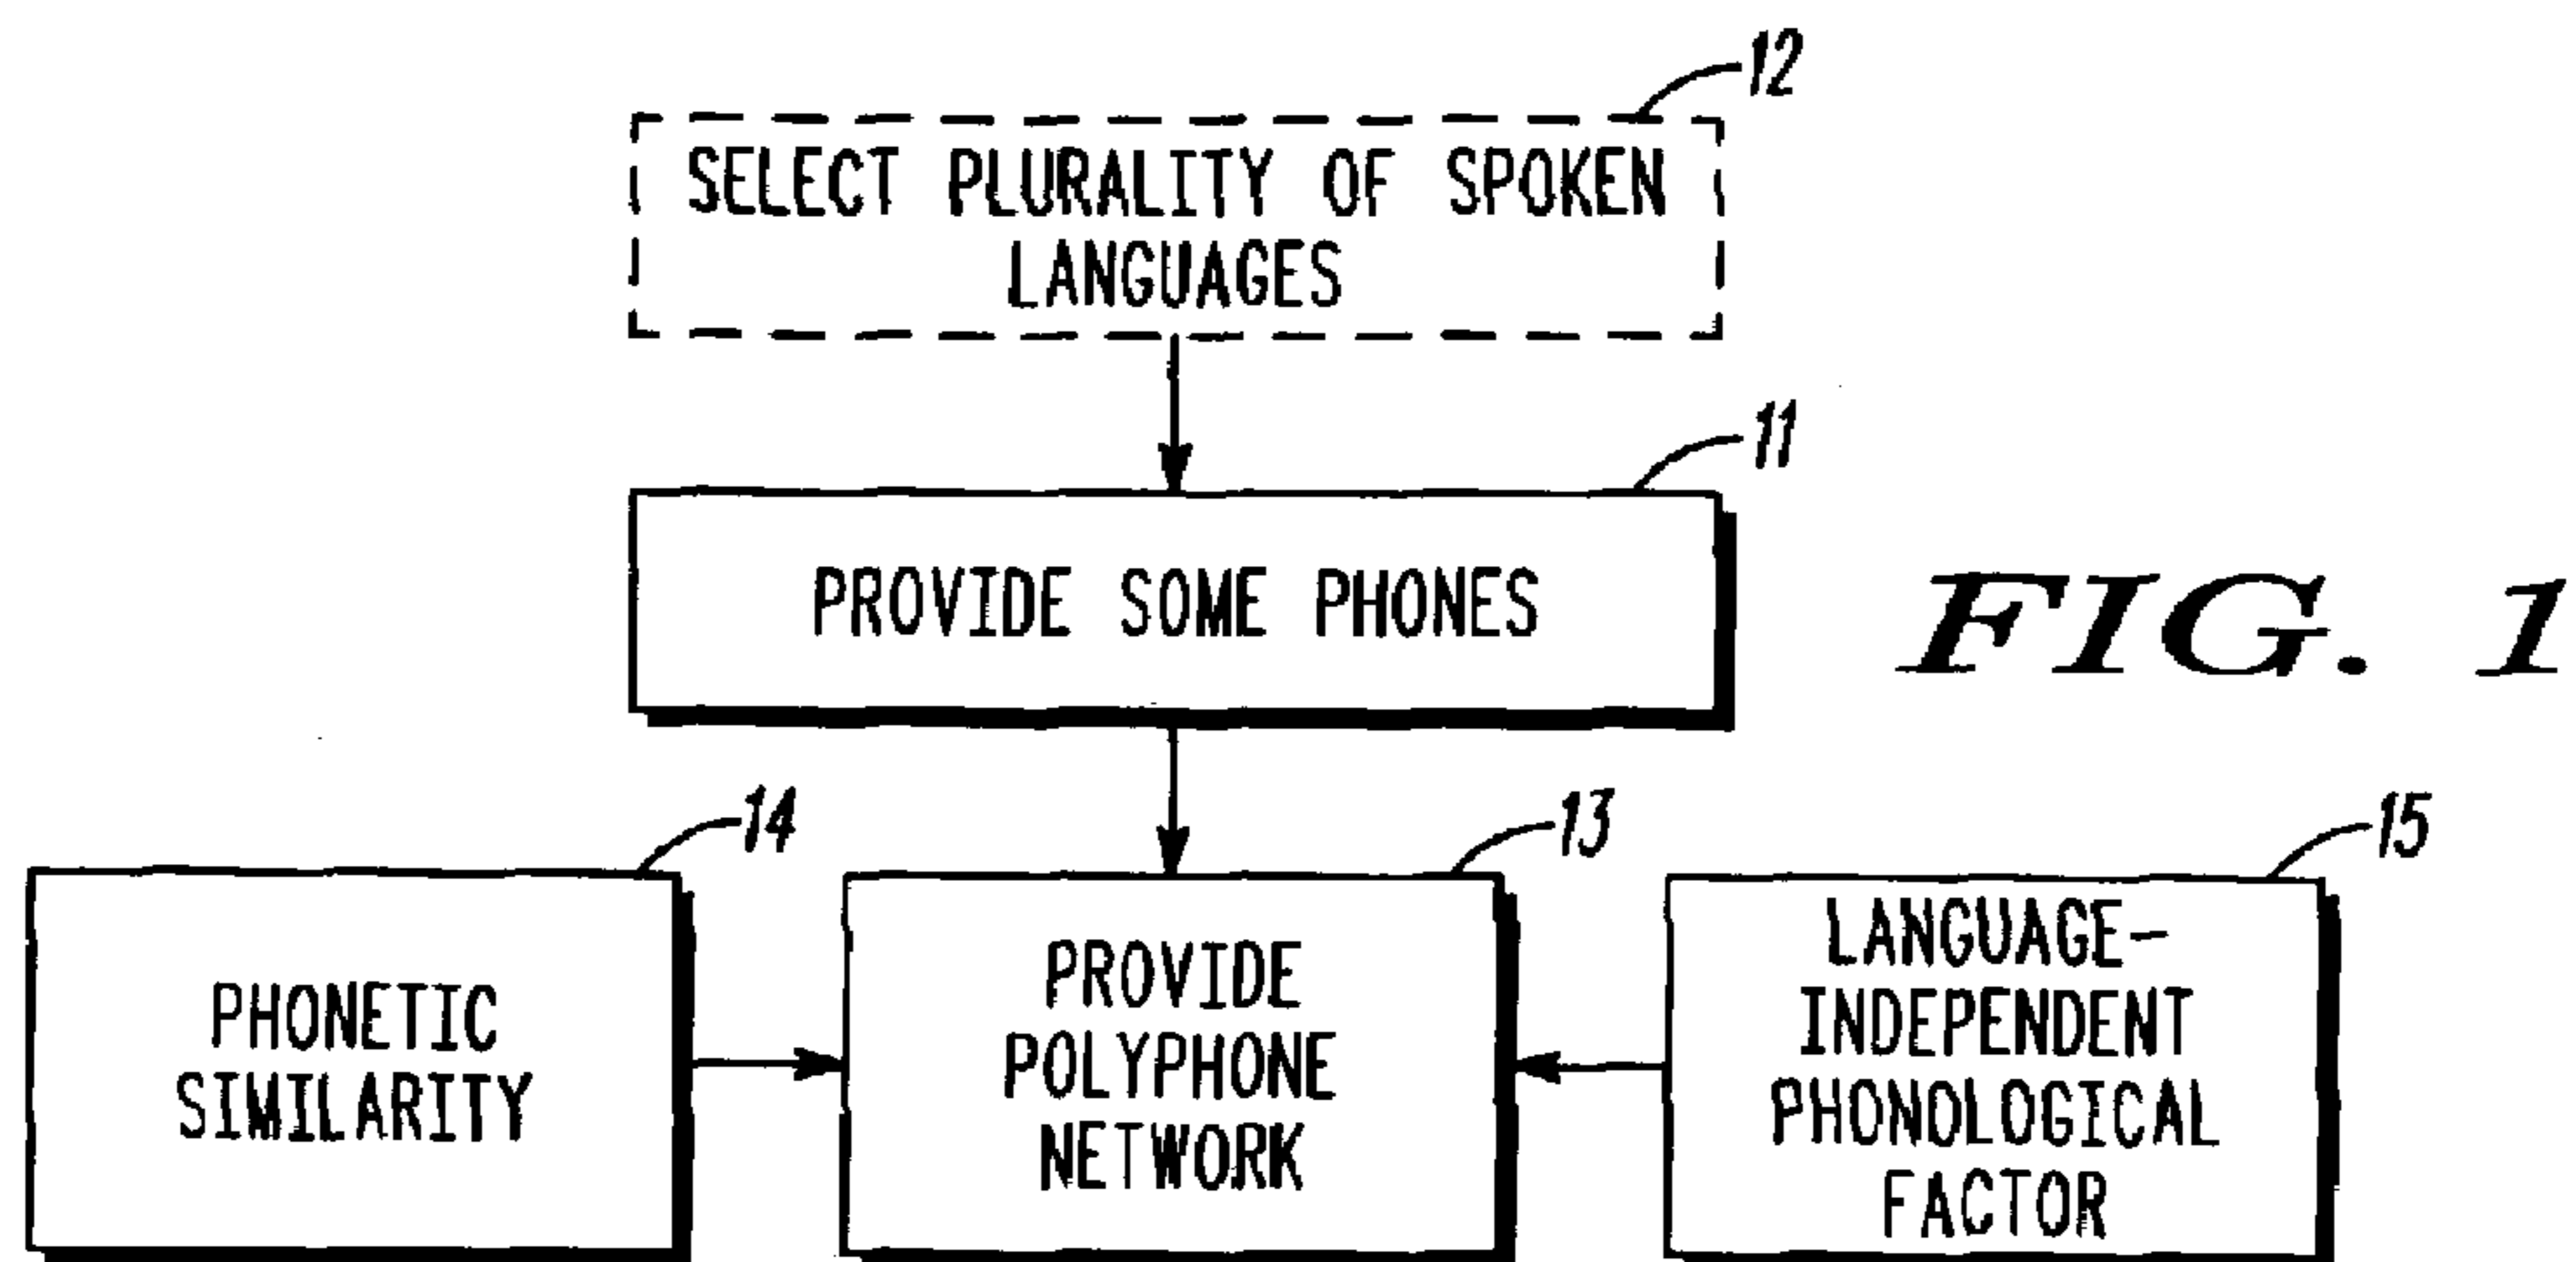 12
SELECT PLURALITY OF SPOKEN
LANGUAGES
11
PROVIDE SOME PHONES
FIG. 1
14
PHONETIC
SIMILARITY
13
PROVIDE
POLYPHONE
NETWORK
15
LANGUAGE-
INDEPENDENT
PHONOLOGICAL
FACTOR